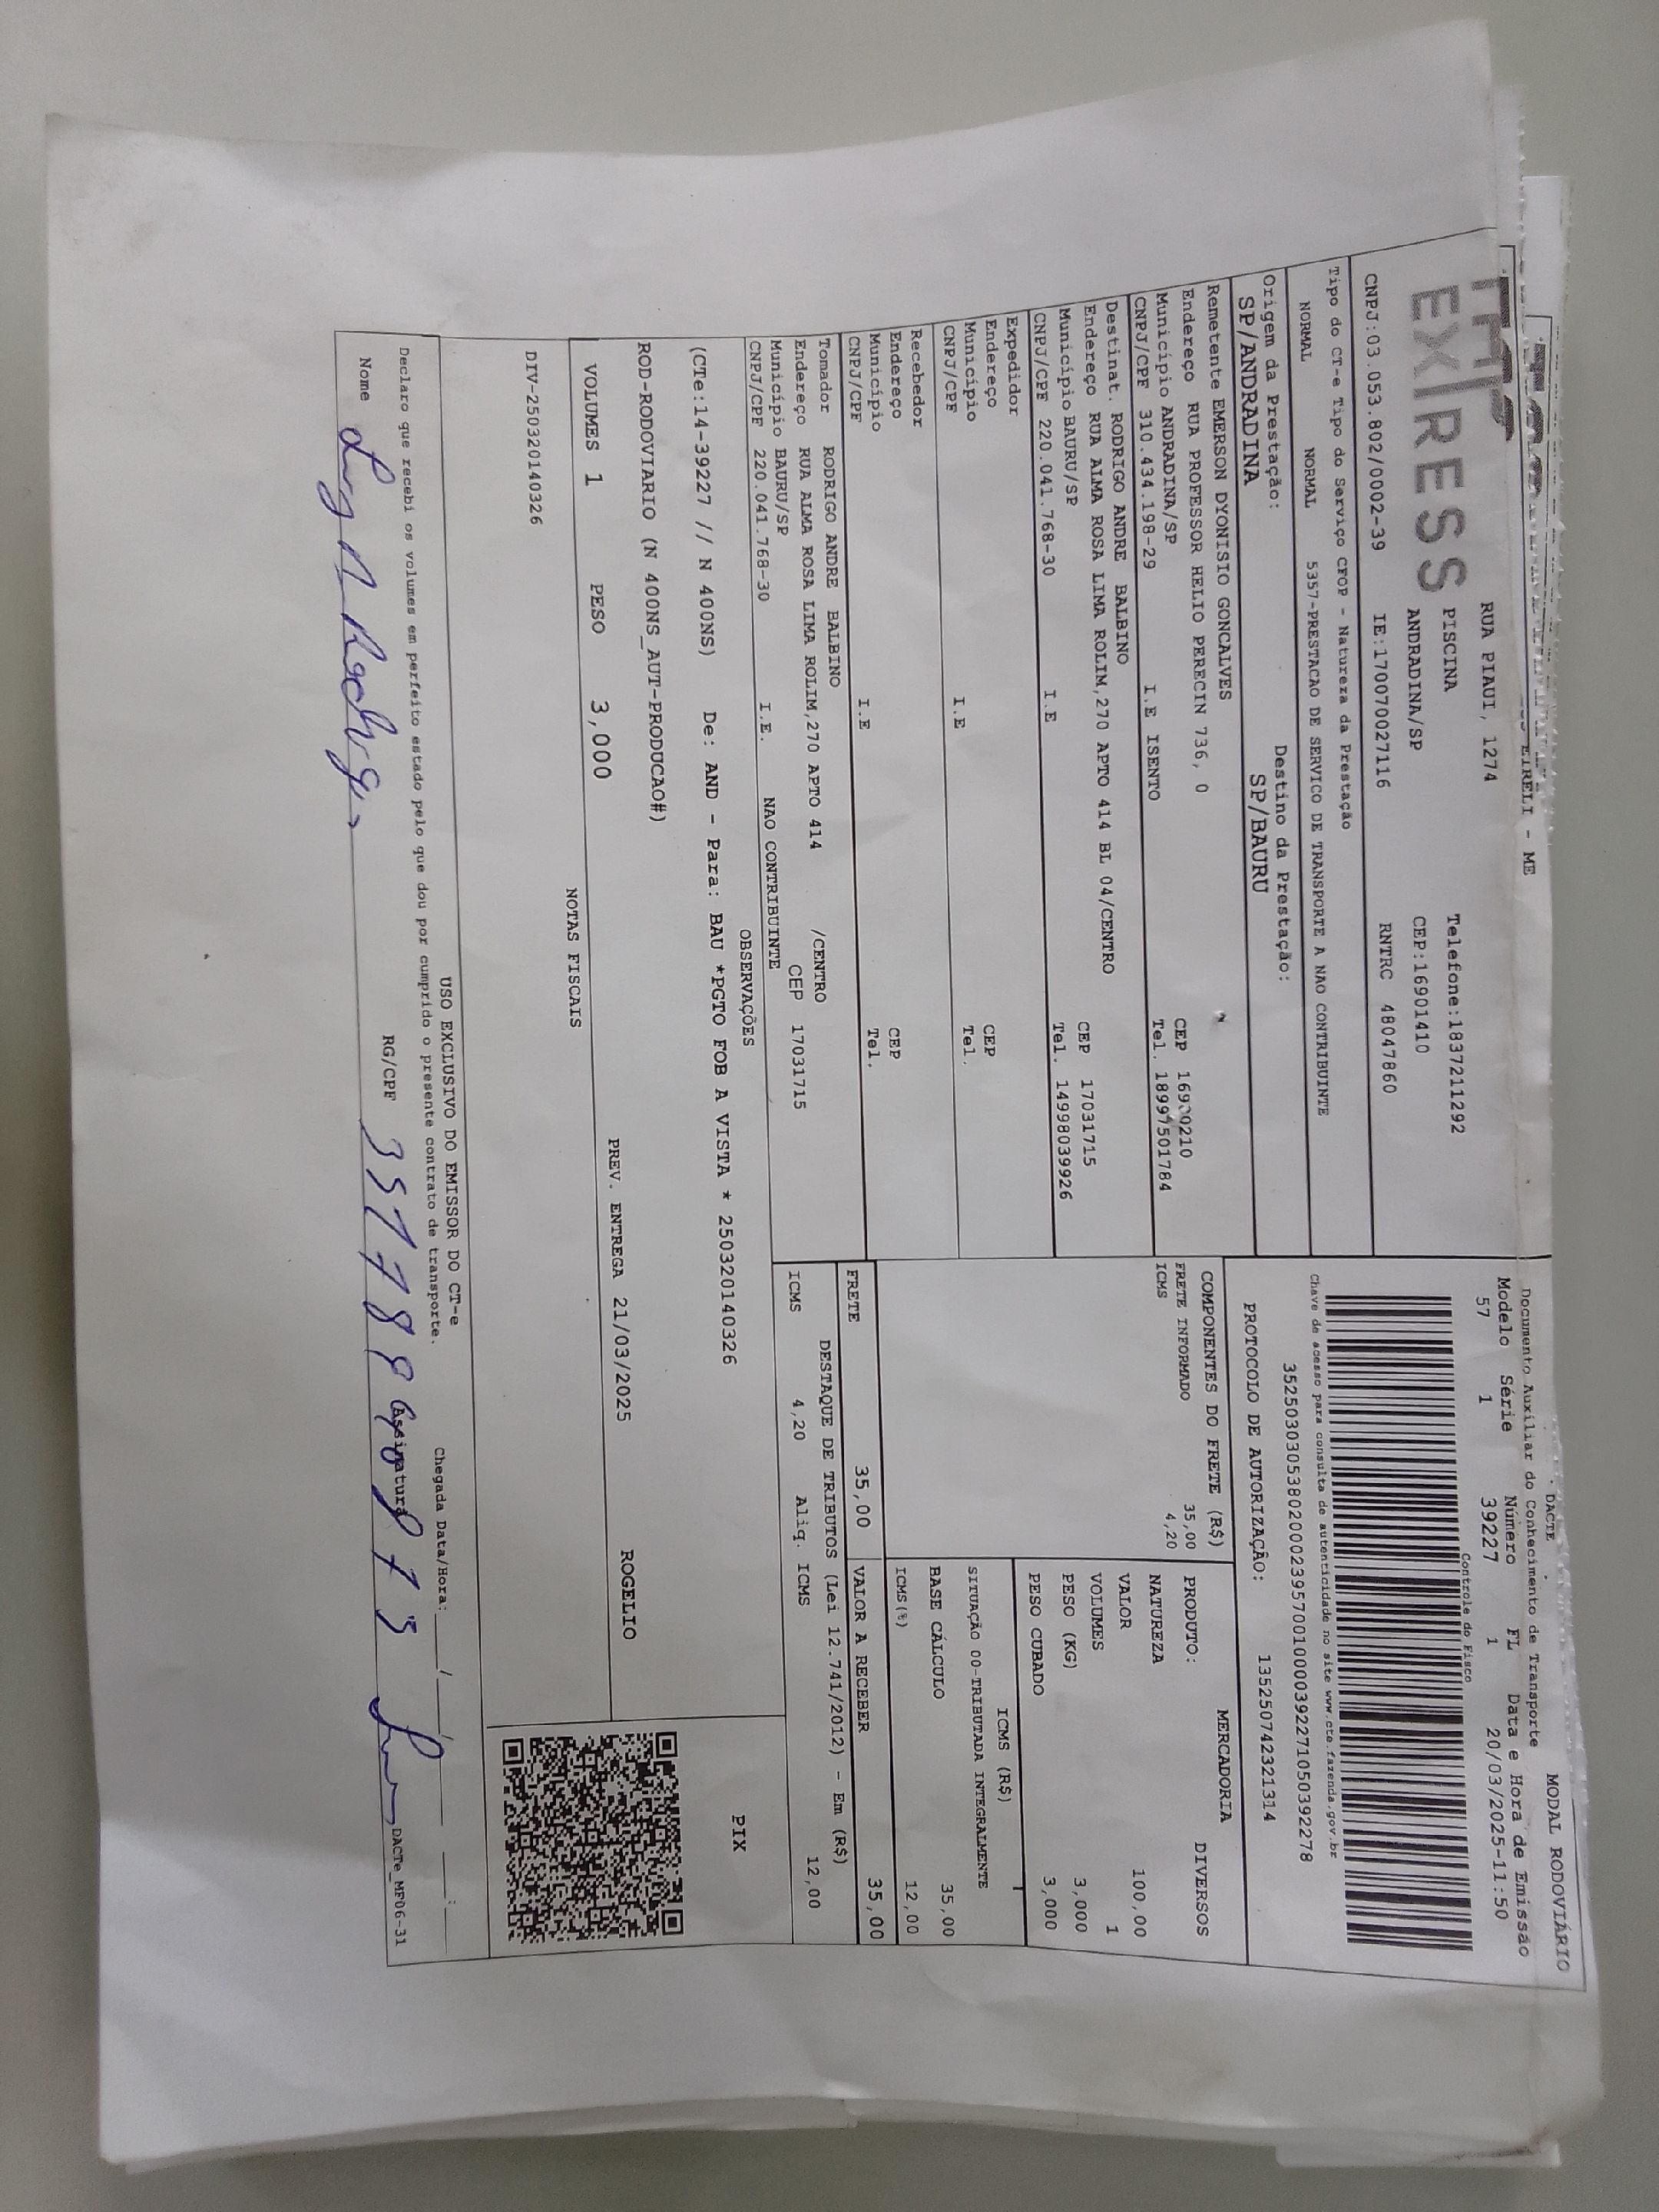 EIRELI - ME
EXPRESS
RUA PIAUI, 1274
PISCINA
ANDRADINA/SP
Telefone:1837211292
CEP:16901410
CNPJ:03.053.802/0002-39 IE:170070027116 RNTRC 48047860
Tipo do CT-e Tipo do Serviço CFOP - Natureza da Prestação
NORMAL NORMAL 5357-PRESTACAO DE SERVICO DE TRANSPORTE A NAO CONTRIBUINTE
Origem da Prestação: Destino da Prestação:
SP/ANDRADINA SP/BAURU
DACTE MODAL RODOVIÁRIO
Documento Auxiliar do Conhecimento de Transporte
Modelo Série Número FL Data e Hora de Emissão
57 1 39227 1 20/03/2025-11:50
Controle do Fisco
Chave de acesso para consulta de autenticidade no site www.cte.fazenda.gov.br
35250303053802000239570010000392271050392278
PROTOCOLO DE AUTORIZAÇÃO: 135250742321314
Remetente EMERSON DYONISIO GONCALVES
Endereço RUA PROFESSOR HELIO PERECIN 736, 0 CEP 16900210
Município ANDRADINA/SP Tel. 18997501784
CNPJ/CPF 310.434.198-29 I.E ISENTO
Destinat. RODRIGO ANDRE BALBINO
Endereço RUA ALMA ROSA LIMA ROLIM,270 APTO 414 BL 04/CENTRO CEP 17031715
Município BAURU/SP Tel. 14998039926
CNPJ/CPF 220.041.768-30 I.E
Expedidor
Endereço CEP
Município Tel.
CNPJ/CPF I.E
Recebedor
Endereço CEP
Município Tel.
CNPJ/CPF I.E
Tomador RODRIGO ANDRE BALBINO
Endereço RUA ALMA ROSA LIMA ROLIM,270 APTO 414 /CENTRO
Município BAURU/SP CEP 17031715
CNPJ/CPF 220.041.768-30 I.E. NAO CONTRIBUINTE
COMPONENTES DO FRETE (R$)
FRETE INFORMADO 35,00
ICMS 4,20
MERCADORIA
PRODUTO: DIVERSOS
NATUREZA
VALOR 100,00
VOLUMES 1
PESO (KG) 3,000
PESO CUBADO 3,000
ICMS (R$)
SITUAÇÃO 00-TRIBUTADA INTEGRALMENTE
BASE CÁLCULO 35,00
ICMS(%) 12,00
FRETE 35,00 VALOR A RECEBER 35,00
DESTAQUE DE TRIBUTOS (Lei 12.741/2012) - Em (R$)
ICMS 4,20 Aliq. ICMS 12,00
OBSERVAÇÕES
(CTe:14-39227 // N 400NS) De: AND - Para: BAU *PGTO FOB A VISTA * 250320140326
ROD-RODOVIARIO (N 400NS_AUT-PRODUCAO#)
PIX
VOLUMES 1 PESO 3,000 PREV. ENTREGA 21/03/2025 ROGELIO
NOTAS FISCAIS
DIV-250320140326
USO EXCLUSIVO DO EMISSOR DO CT-e
Declaro que recebi os volumes em perfeito estado pelo que dou por cumprido o presente contrato de transporte.
Chegada Data/Hora: __/__/__ __:__
Nome RG/CPF Assinatura
DACTe_MF06-31